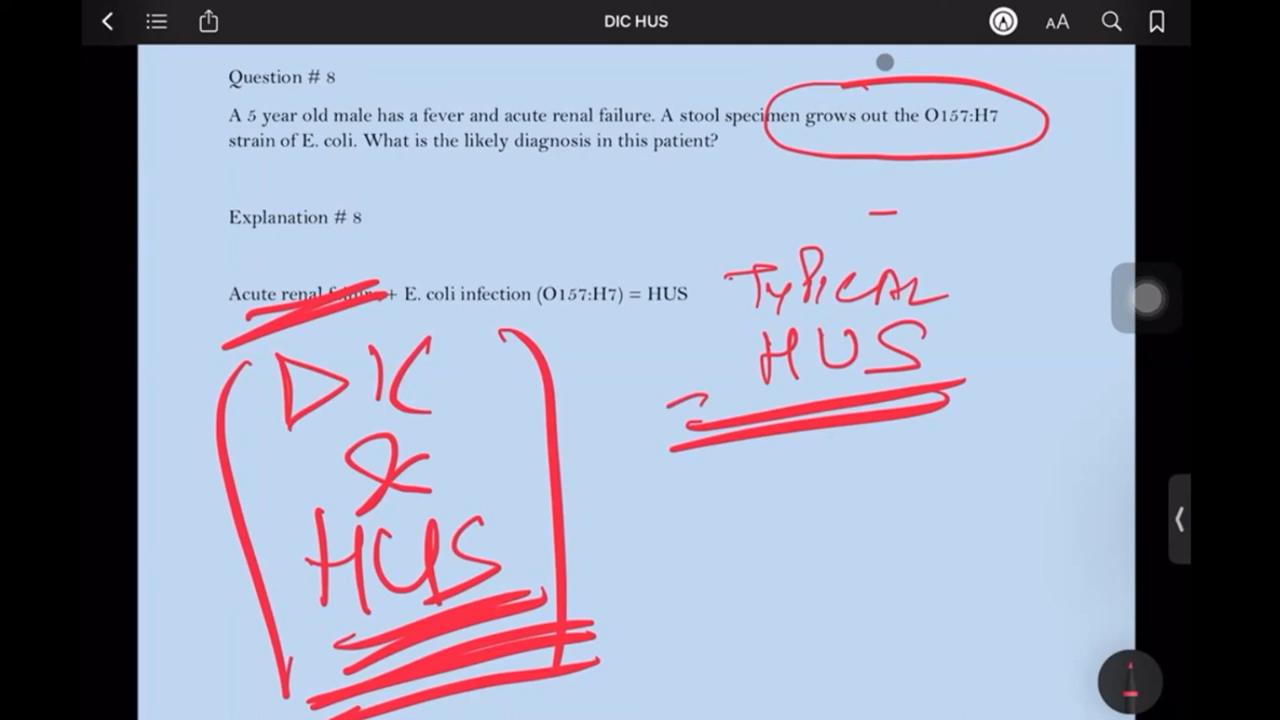 DIC HUS
AA
Question # 8
A 5 year old male has a fever and acute renal failure. A stool specimen grows out the O157:H7
strain of E. coli. What is the likely diagnosis in this patient?
Explanation # 8
Acute renal failure + E. coli infection (O157:H7) = HUS
TYPICAL
HUS
DIC
&
HUS